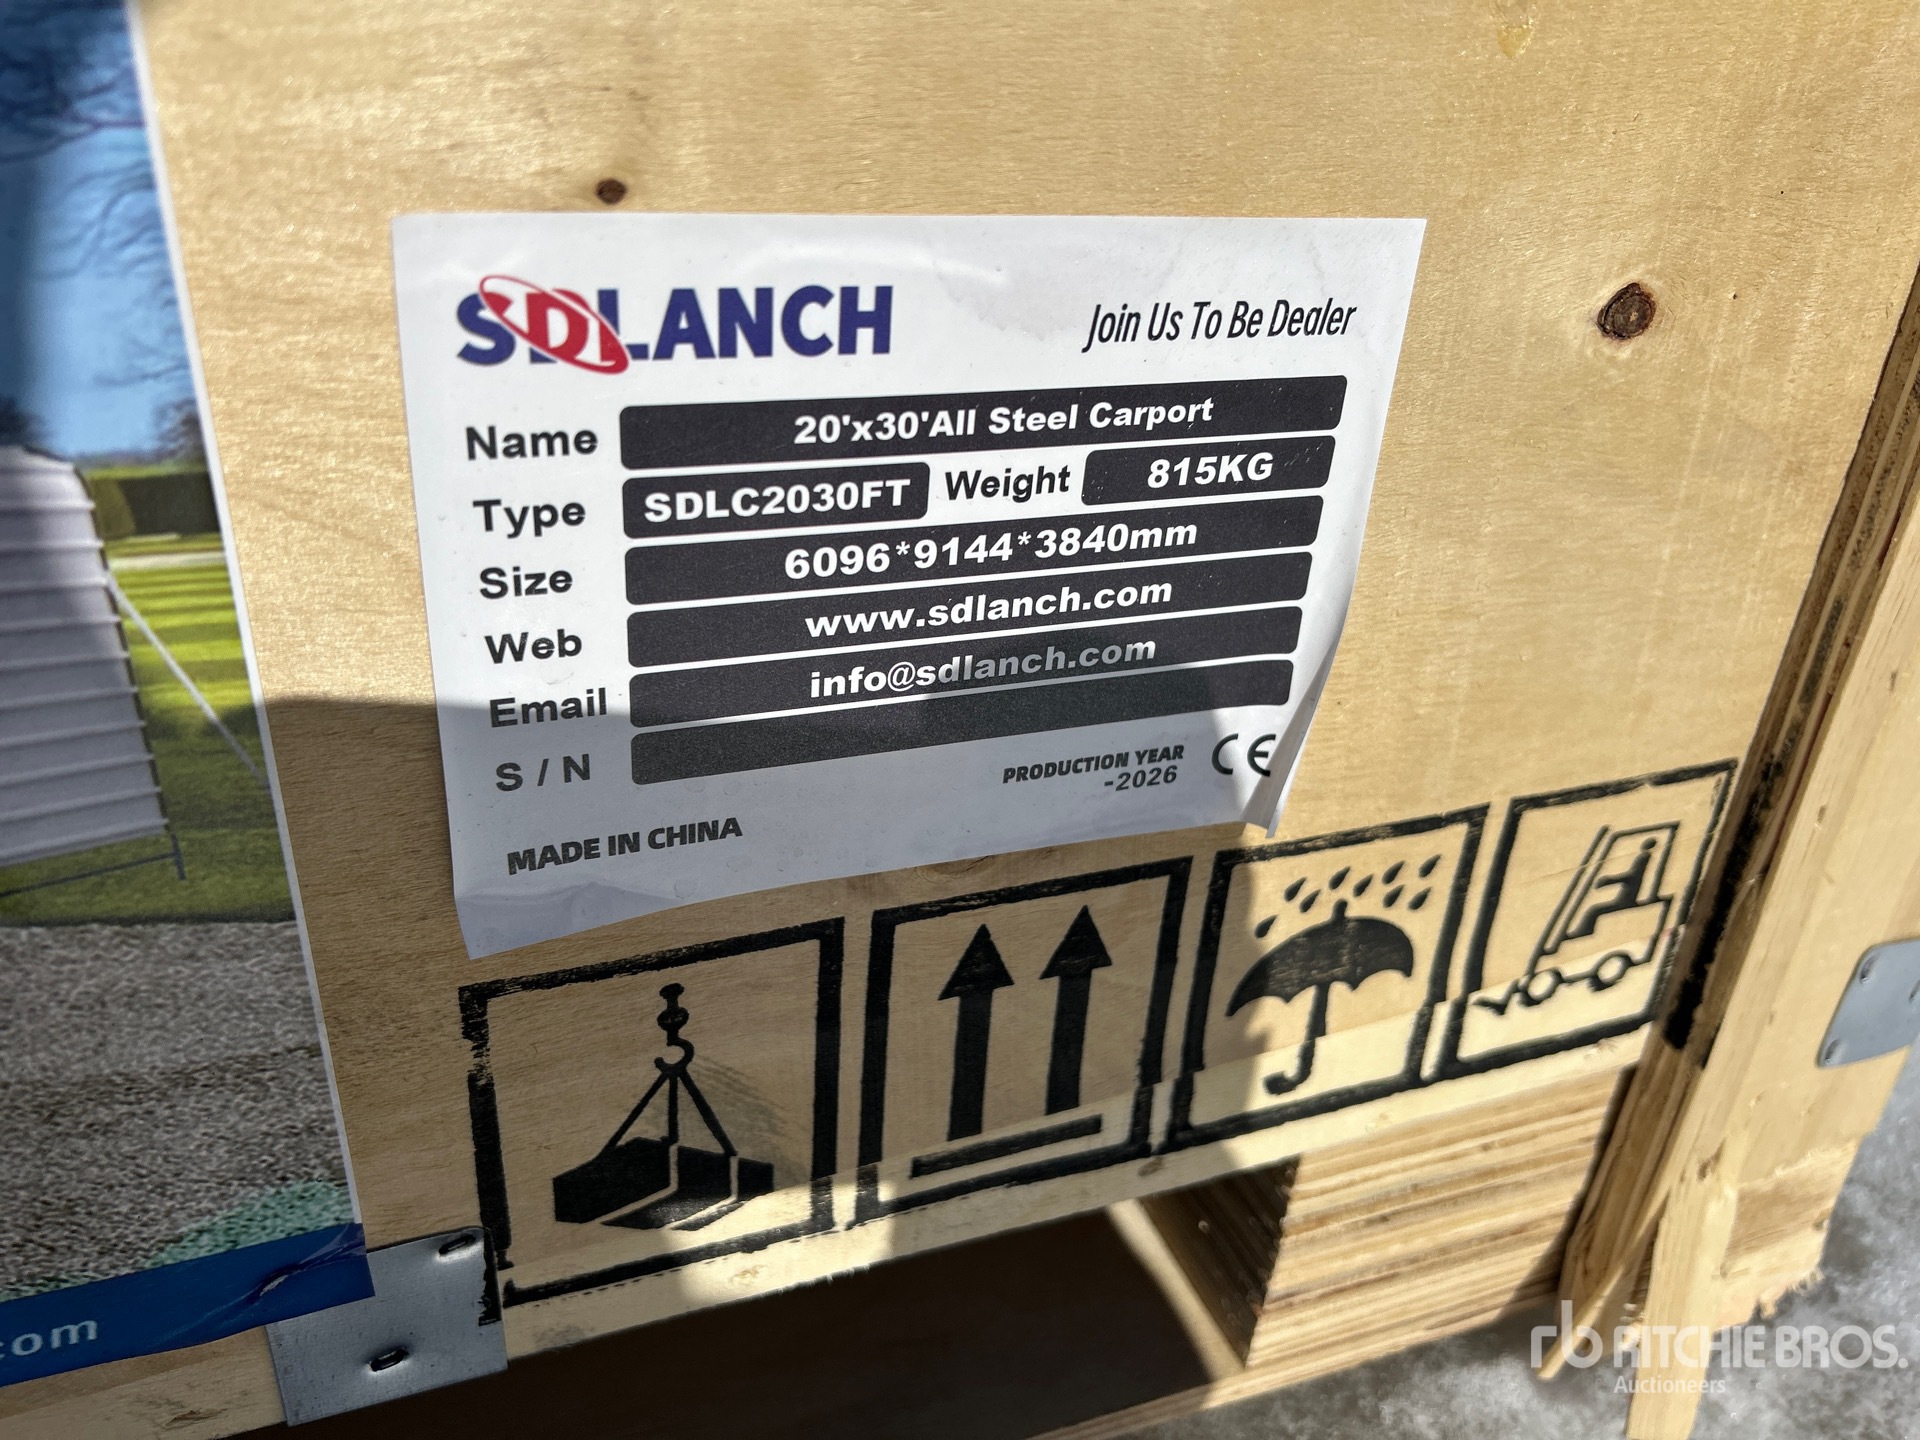 SDLANCH
Join Us To Be Dealer
Name 20'x30'All Steel Carport
Type SDLC2030FT Weight 815KG
Size 6096*9144*3840mm
Web www.sdlanch.com
Email info@sdlanch.com
S / N
PRODUCTION YEAR
-2026
CE
MADE IN CHINA
.com
rb RITCHIE BROS.
Auctioneers